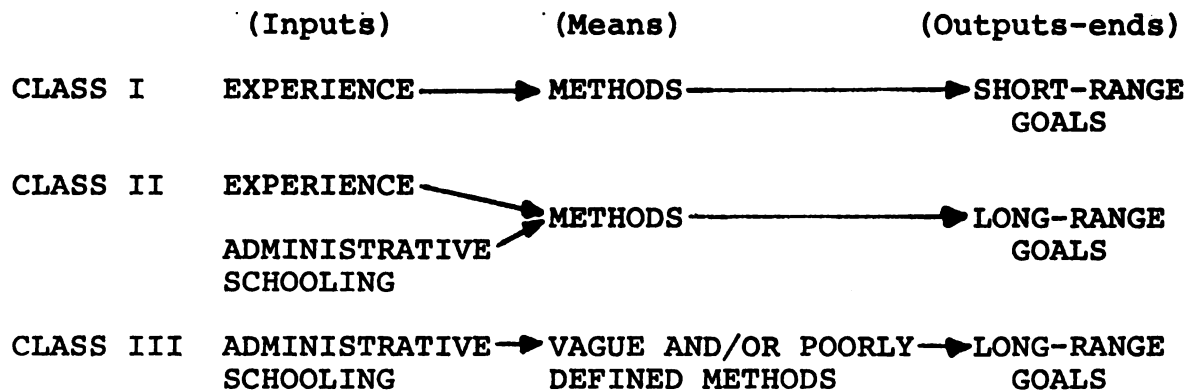 (Inputs) (Means) (Outputs-ends)
CLASS I EXPERIENCE METHODS SHORT-RANGE
GOALS
CLASS II EXPERIENCE
METHODS LONG-RANGE
ADMINISTRATIVE GOALS
SCHOOLING
CLASS III ADMINISTRATIVE VAGUE AND/OR POORLY LONG-RANGE
SCHOOLING DEFINED METHODS GOALS